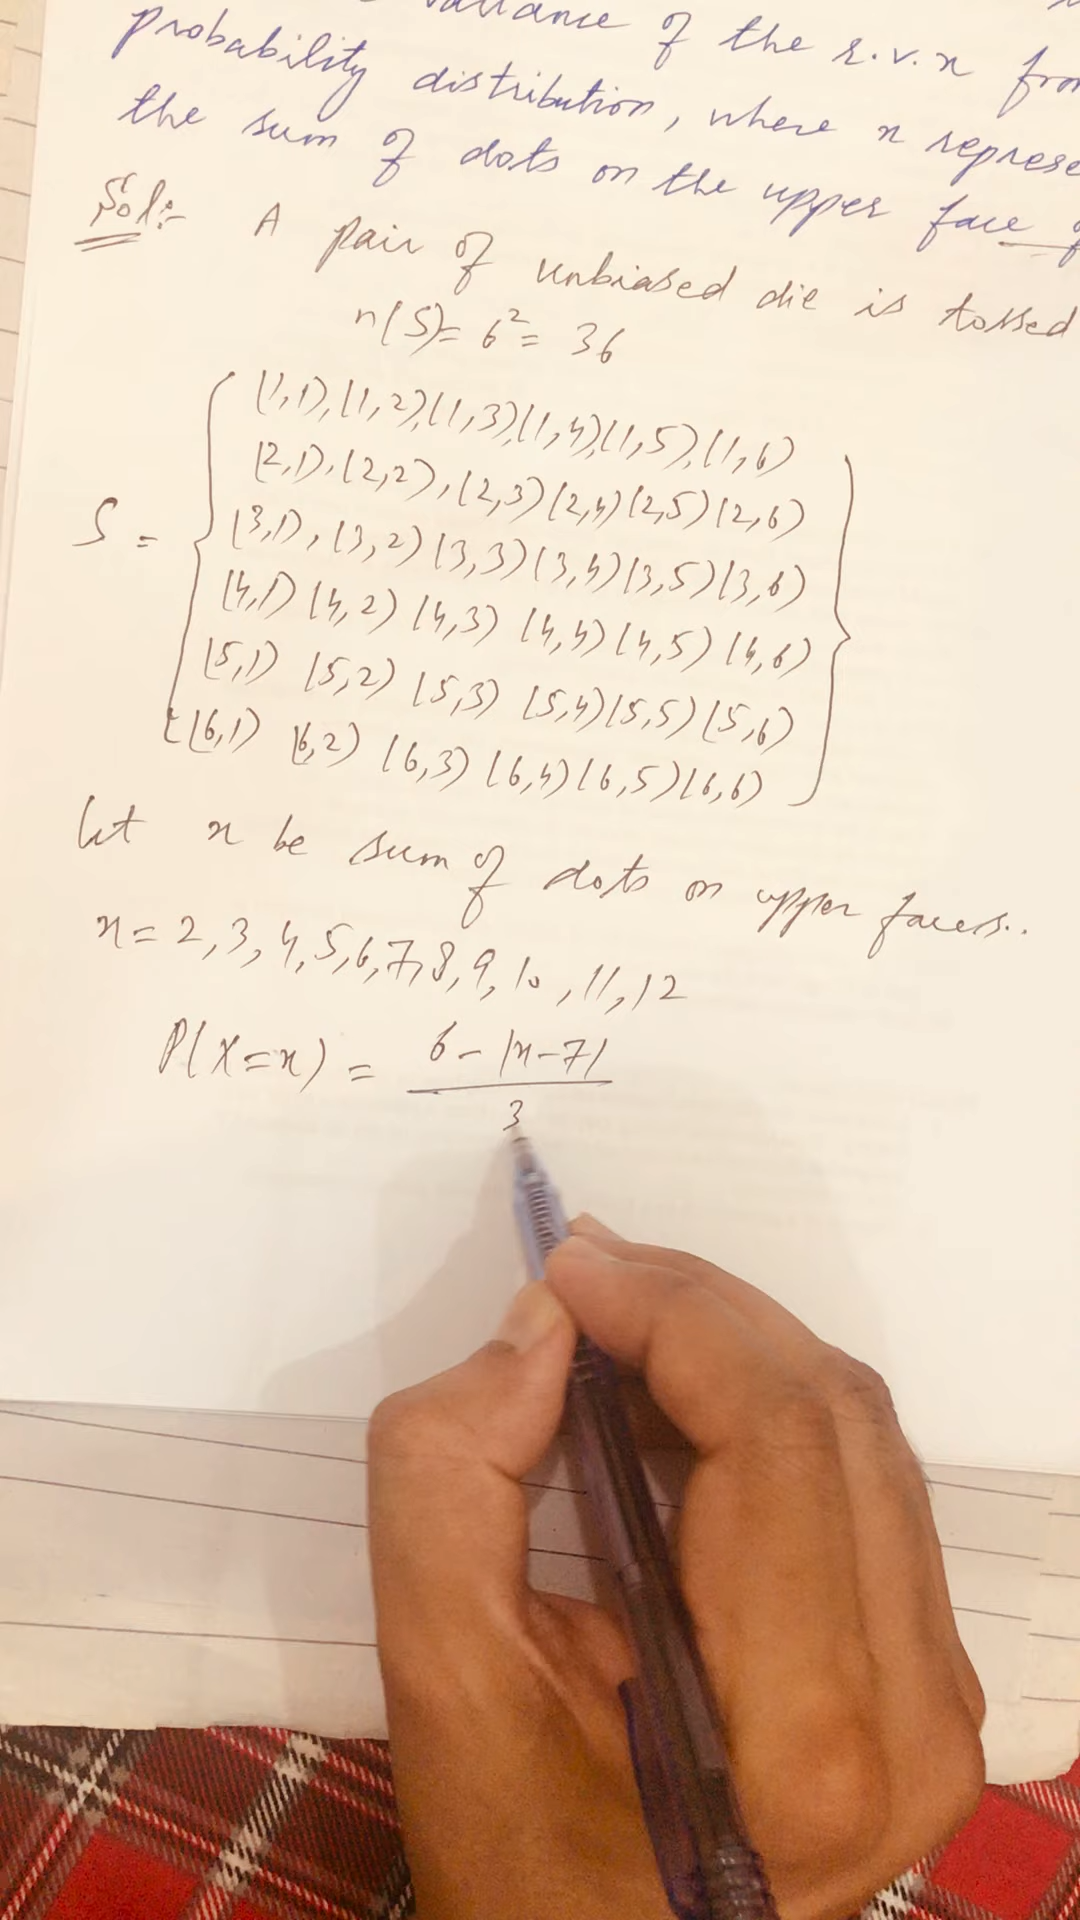 variance of the r.v. x
probability distribution, where x
the sum of dots on the upper face
Sol:-
A pair of unbiased die is tossed
n(S)= 6²= 36
(1,1),(1,2),(1,3),(1,4),(1,5),(1,6)
(2,1),(2,2),(2,3)(2,4)(2,5)(2,6)
S = { (3,1),(3,2)(3,3)(3,4)(3,5)(3,6) }
(4,1)(4,2)(4,3)(4,4)(4,5)(4,6)
(5,1)(5,2)(5,3)(5,4)(5,5)(5,6)
(6,1)(6,2)(6,3)(6,4)(6,5)(6,6)
let x be sum of dots on upper faces..
x= 2,3,4,5,6,7,8,9,10,11,12
P(X=x) = 6-|x-7|
3